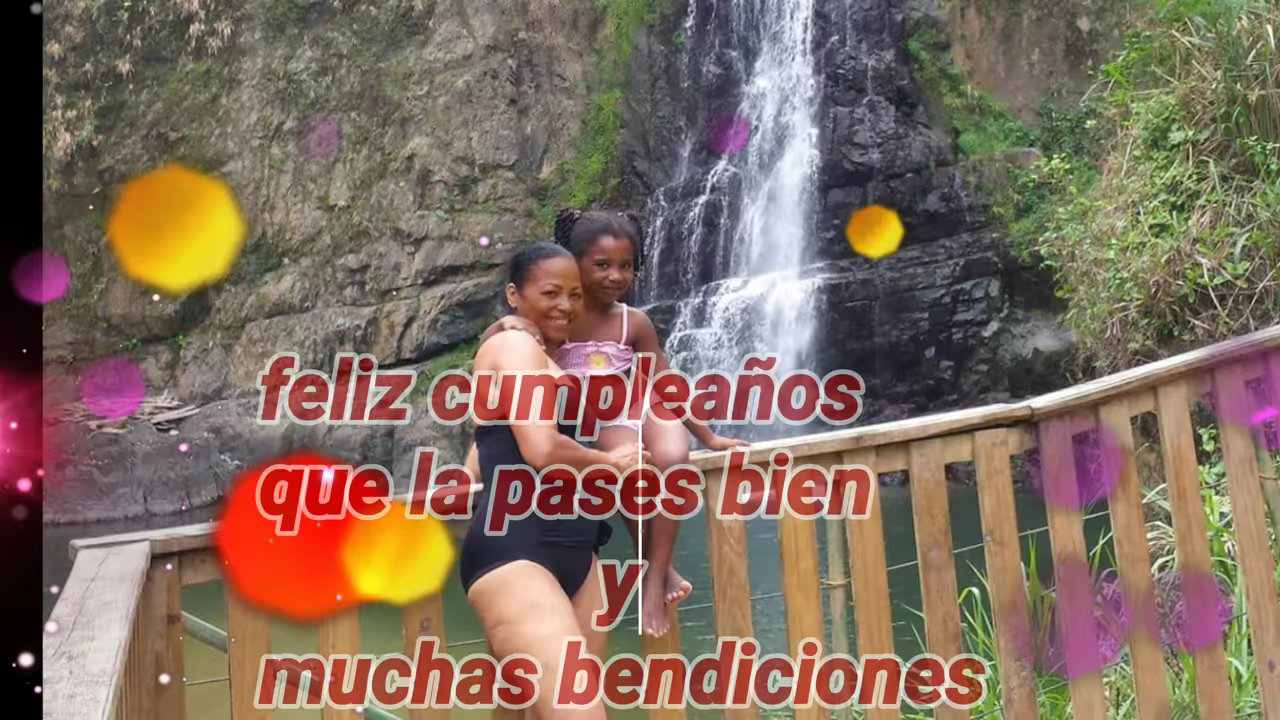 feliz cumpleaños
que la pases bien
y
muchas bendiciones